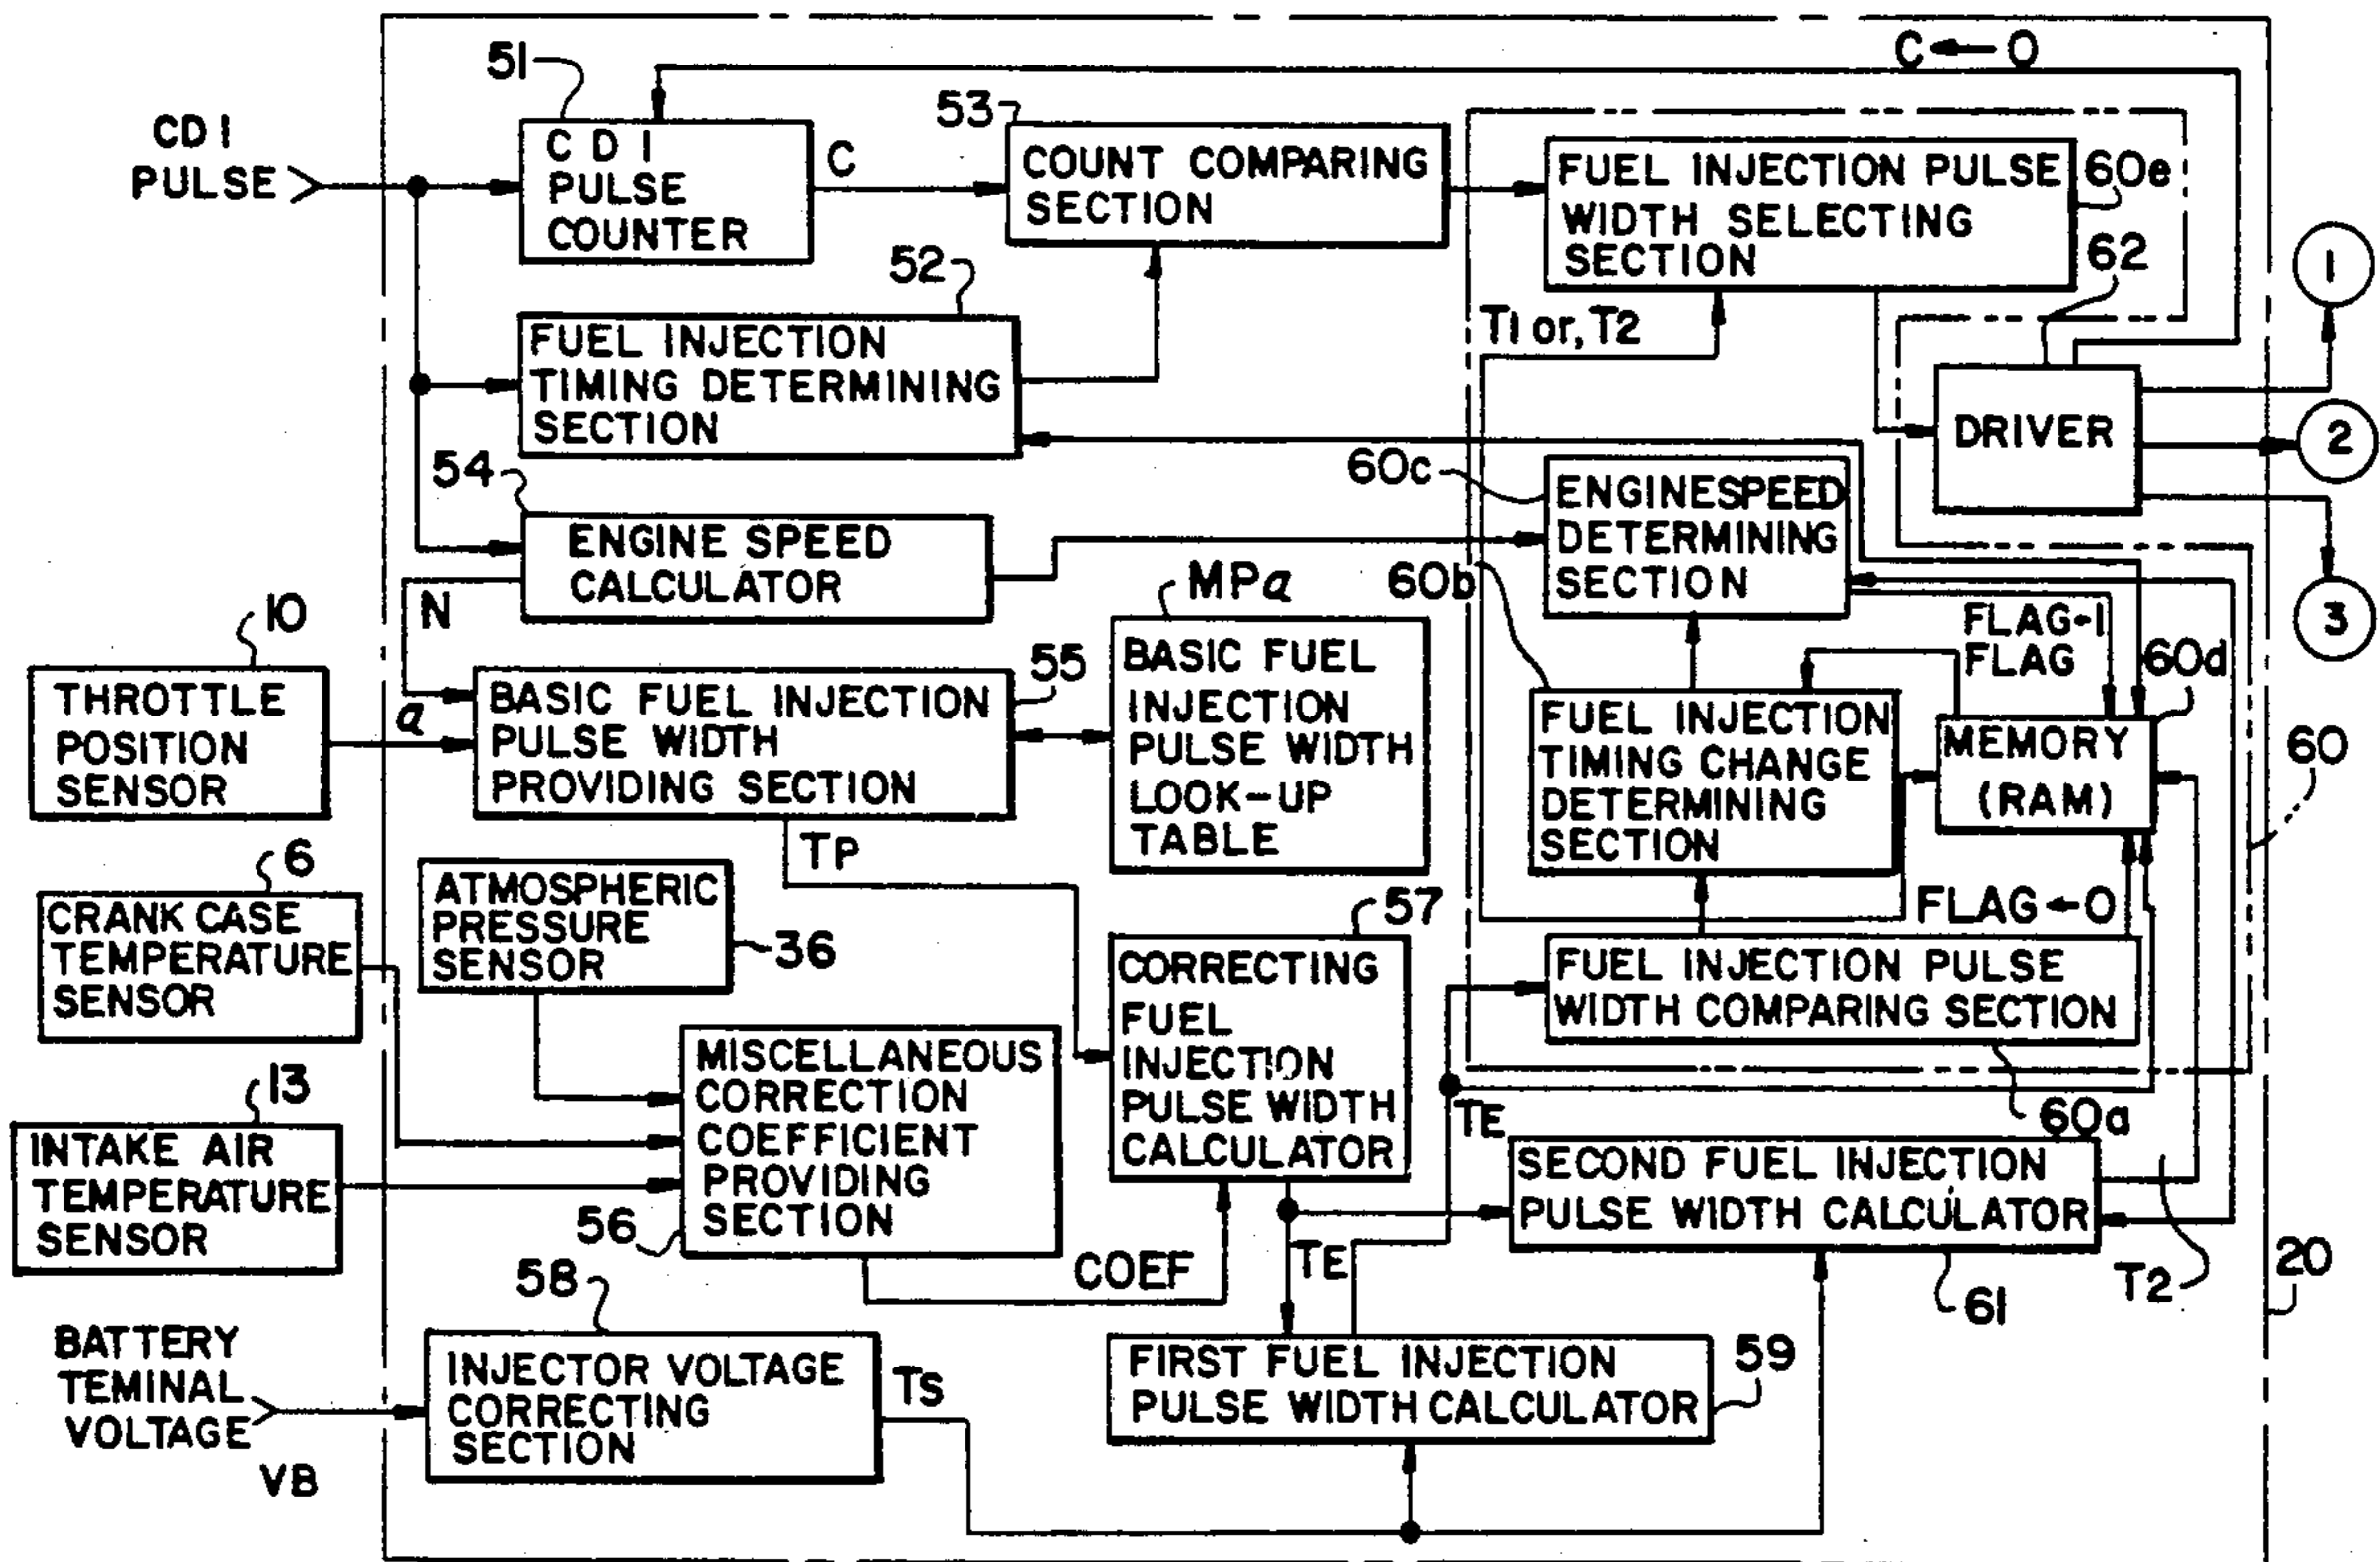 C ← O
51
CDI
PULSE
C D I
PULSE
COUNTER
C
53
COUNT COMPARING
SECTION
FUEL INJECTION PULSE
WIDTH SELECTING
SECTION
60e
62
1
52
FUEL INJECTION
TIMING DETERMINING
SECTION
T1 or, T2
DRIVER
2
3
54
ENGINE SPEED
CALCULATOR
N
60c
ENGINESPEED
DETERMINING
SECTION
60b
MPa
BASIC FUEL
INJECTION
PULSE WIDTH
LOOK-UP
TABLE
FLAG-1
FLAG
60d
10
THROTTLE
POSITION
SENSOR
a
55
BASIC FUEL INJECTION
PULSE WIDTH
PROVIDING SECTION
TP
FUEL INJECTION
TIMING CHANGE
DETERMINING
SECTION
MEMORY
(RAM)
60
6
CRANK CASE
TEMPERATURE
SENSOR
ATMOSPHERIC
PRESSURE
SENSOR
36
57
CORRECTING
FUEL
INJECTION
PULSE WIDTH
CALCULATOR
FLAG ← O
FUEL INJECTION PULSE
WIDTH COMPARING SECTION
60a
13
INTAKE AIR
TEMPERATURE
SENSOR
MISCELLANEOUS
CORRECTION
COEFFICIENT
PROVIDING
SECTION
56
COEF
TE
TE
SECOND FUEL INJECTION
PULSE WIDTH CALCULATOR
61
T2
20
58
BATTERY
TEMINAL
VOLTAGE
VB
INJECTOR VOLTAGE
CORRECTING
SECTION
TS
FIRST FUEL INJECTION
PULSE WIDTH CALCULATOR
59